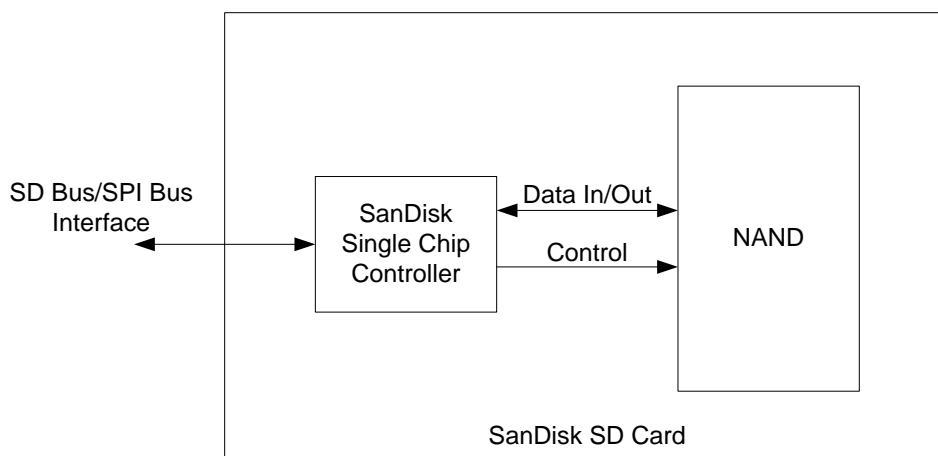 SD Bus/SPI Bus
Interface
SanDisk
Single Chip
Controller
Data In/Out
Control
NAND
SanDisk SD Card